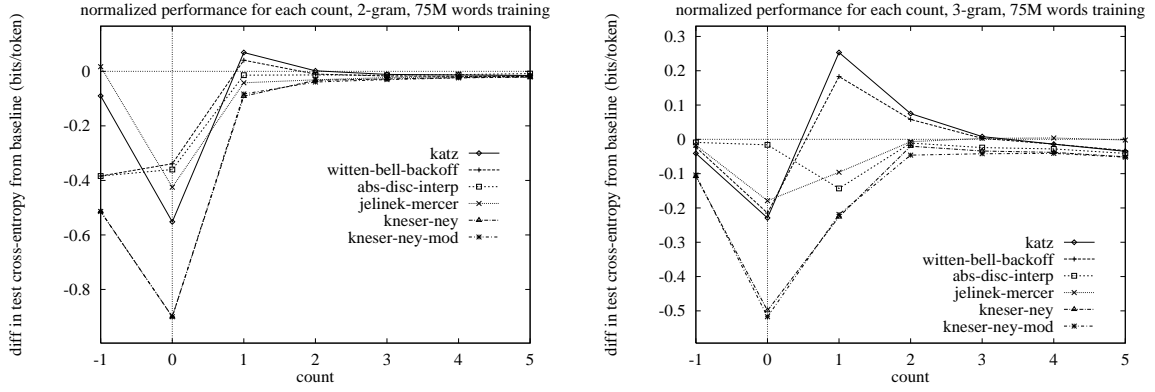 normalized performance for each count, 2-gram, 75M words training
diff in test cross-entropy from baseline (bits/token)
0
-0.2
-0.4
-0.6
-0.8
-1 0 1 2 3 4 5
count
katz
witten-bell-backoff
abs-disc-interp
jelinek-mercer
kneser-ney
kneser-ney-mod
normalized performance for each count, 3-gram, 75M words training
diff in test cross-entropy from baseline (bits/token)
0.3
0.2
0.1
0
-0.1
-0.2
-0.3
-0.4
-0.5
-1 0 1 2 3 4 5
count
katz
witten-bell-backoff
abs-disc-interp
jelinek-mercer
kneser-ney
kneser-ney-mod